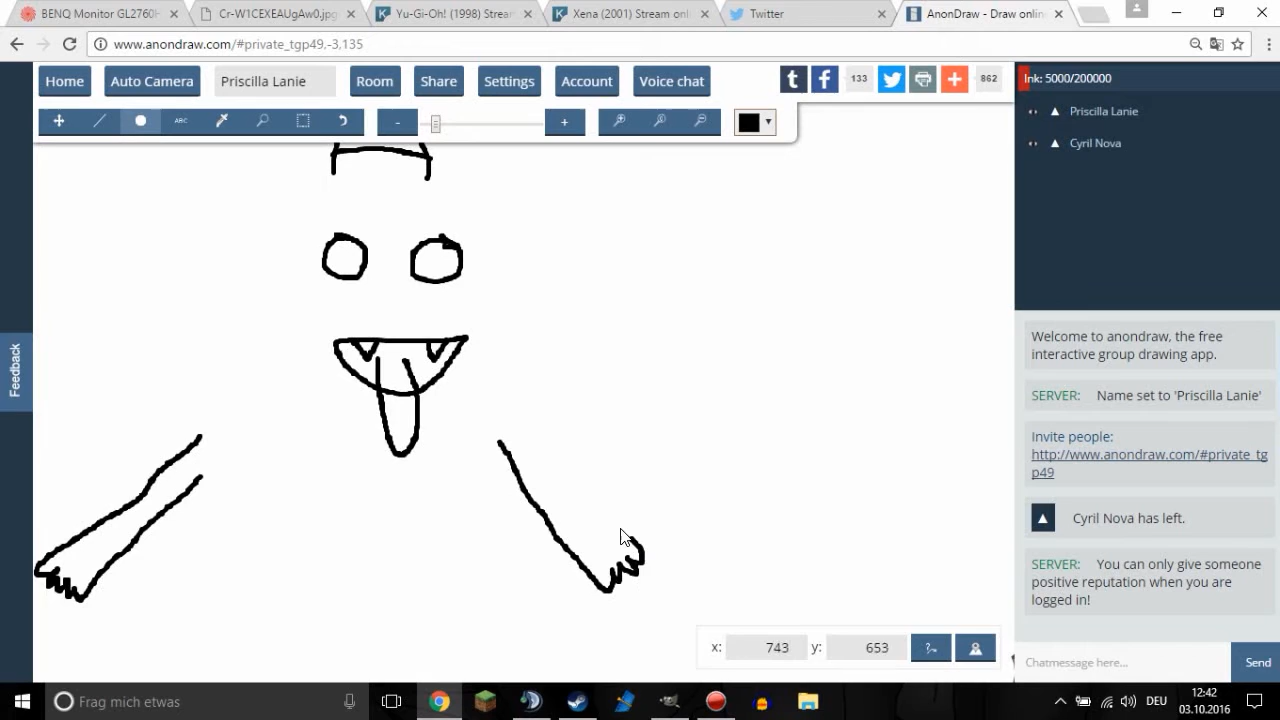 BENQ Monitor GL2760H
Cr-W1CEXEAUgAw0.jpg
Yu-Gi-Oh! (1998) Stream
Xena (2001) Stream onl
Twitter
AnonDraw - Draw onlin
www.anondraw.com/#private_tgp49,-3,135
Home
Auto Camera
Priscilla Lanie
Room
Share
Settings
Account
Voice chat
133
862
ABC
-
+
Ink: 5000/200000
Priscilla Lanie
Cyril Nova
Feedback
Welcome to anondraw, the free
interactive group drawing app.
SERVER: Name set to 'Priscilla Lanie'
Invite people:
http://www.anondraw.com/#private_tg
p49
Cyril Nova has left.
SERVER: You can only give someone
positive reputation when you are
logged in!
x: 743 y: 653
Chatmessage here...
Send
Frag mich etwas
DEU
12:42
03.10.2016